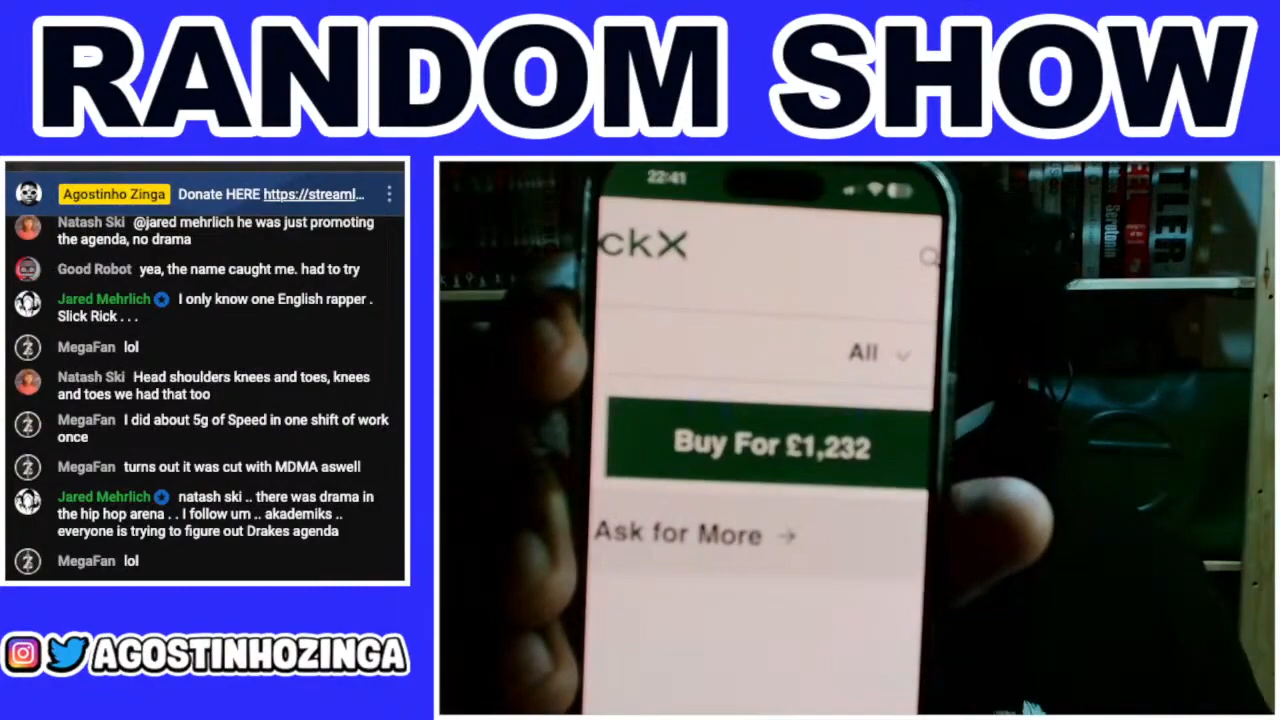 RANDOM SHOW
Agostinho Zinga Donate HERE https://streaml...
Natash Ski @jared mehrlich he was just promoting
the agenda, no drama
Good Robot yea, the name caught me. had to try
Jared Mehrlich I only know one English rapper .
Slick Rick . . .
MegaFan lol
Natash Ski Head shoulders knees and toes, knees
and toes we had that too
MegaFan I did about 5g of Speed in one shift of work
once
MegaFan turns out it was cut with MDMA aswell
Jared Mehrlich natash ski .. there was drama in
the hip hop arena . . I follow um .. akademiks ..
everyone is trying to figure out Drakes agenda
MegaFan lol
AGOSTINHOZINGA
22:41
ckX
All
Buy For £1,232
Ask for More →
Serotonin
TLER